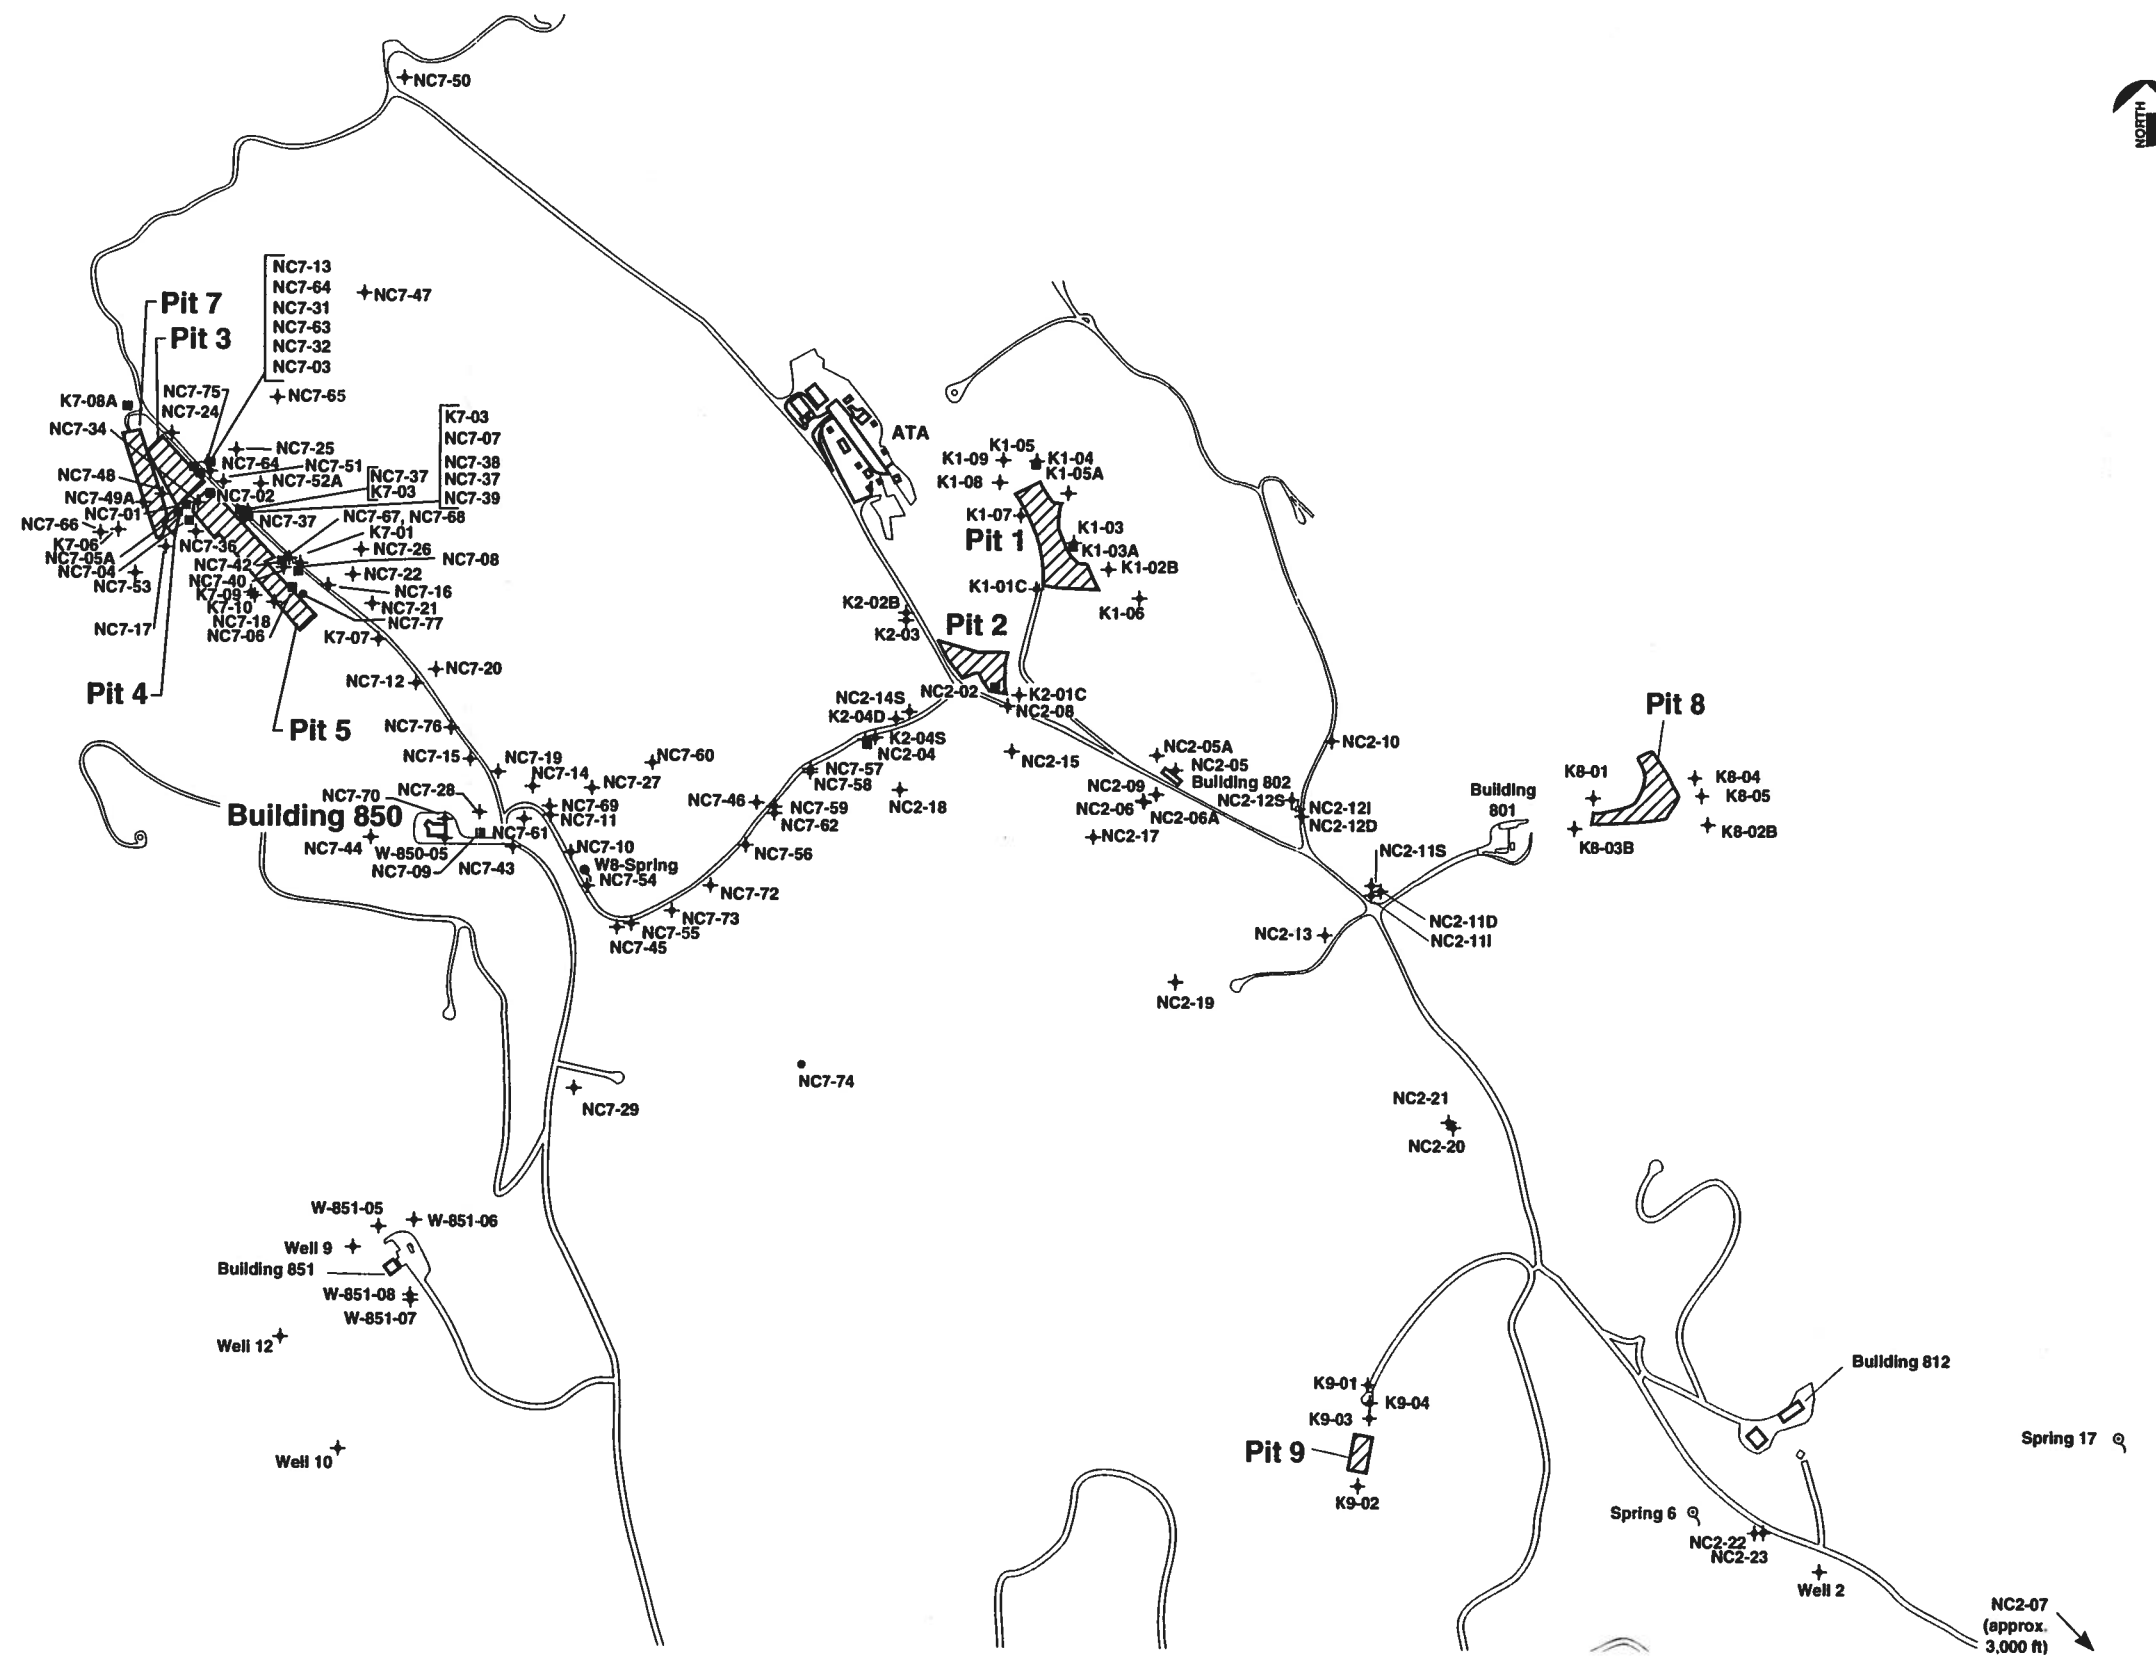 NC7-50
NORTH
NC7-13
NC7-64
NC7-31
NC7-63
NC7-32
NC7-03
NC7-47
Pit 7
Pit 3
NC7-75
NC7-65
K7-08A
NC7-24
NC7-34
K7-03
NC7-07
NC7-38
NC7-37
NC7-39
NC7-25
NC7-64
NC7-51
NC7-52A
NC7-37
K7-03
NC7-48
NC7-49A
NC7-02
NC7-01
NC7-37
NC7-67, NC7-68
NC7-66
K7-06
NC7-36
K7-01
NC7-26
NC7-05A
NC7-42
NC7-08
NC7-04
NC7-22
NC7-53
NC7-40
NC7-16
K7-09
K7-10
NC7-21
NC7-18
NC7-77
NC7-17
NC7-06
K7-07
NC7-20
NC7-12
Pit 4
Pit 5
NC7-76
NC7-15
NC7-19
NC7-14
NC7-60
NC7-27
NC7-28
NC7-70
NC7-69
NC7-11
Building 850
NC7-61
NC7-44
W-850-05
NC7-09
NC7-43
NC7-10
W8-Spring
NC7-54
NC7-46
NC7-59
NC7-62
NC7-56
NC7-72
NC7-73
NC7-55
NC7-45
ATA
K1-05
K1-09
K1-04
K1-05A
K1-08
K1-07
K1-03
Pit 1
K1-03A
K1-02B
K1-01C
K1-06
K2-02B
K2-03
Pit 2
NC2-02
K2-01C
NC2-14S
NC2-08
K2-04D
K2-04S
NC2-04
NC7-57
NC7-58
NC2-18
NC2-15
NC2-05A
NC2-05
Building 802
NC2-09
NC2-06
NC2-06A
NC2-17
NC2-10
NC2-12S
NC2-12I
NC2-12D
Pit 8
K8-01
K8-04
K8-05
K8-02B
K8-03B
Building
801
NC2-11S
NC2-11D
NC2-11I
NC2-13
NC2-19
NC7-74
NC7-29
NC2-21
NC2-20
W-851-05
W-851-06
Well 9
Building 851
W-851-08
W-851-07
Well 12
Well 10
K9-01
K9-04
K9-03
Pit 9
K9-02
Building 812
Spring 17
Spring 6
NC2-22
NC2-23
Well 2
NC2-07
(approx.
3,000 ft)